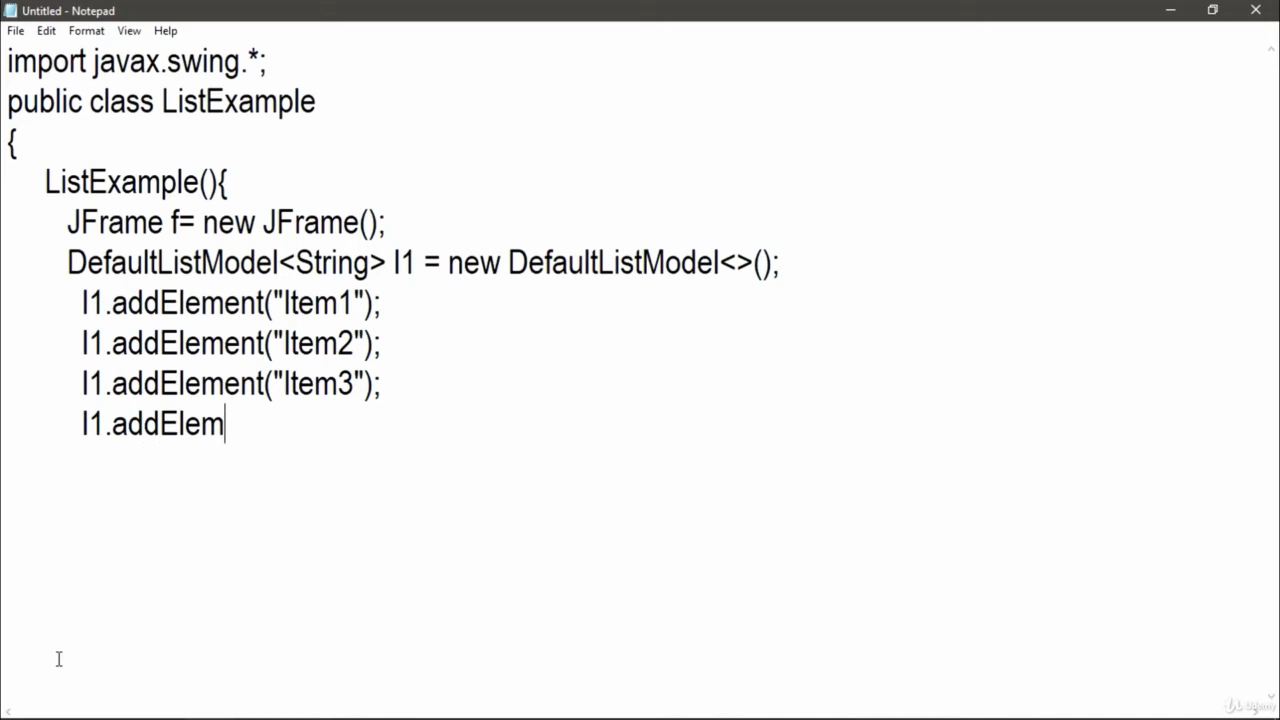 Untitled - Notepad
File Edit Format View Help
import javax.swing.*;
public class ListExample
{
ListExample(){
JFrame f= new JFrame();
DefaultListModel<String> l1 = new DefaultListModel<>();
l1.addElement("Item1");
l1.addElement("Item2");
l1.addElement("Item3");
l1.addElem
Udemy